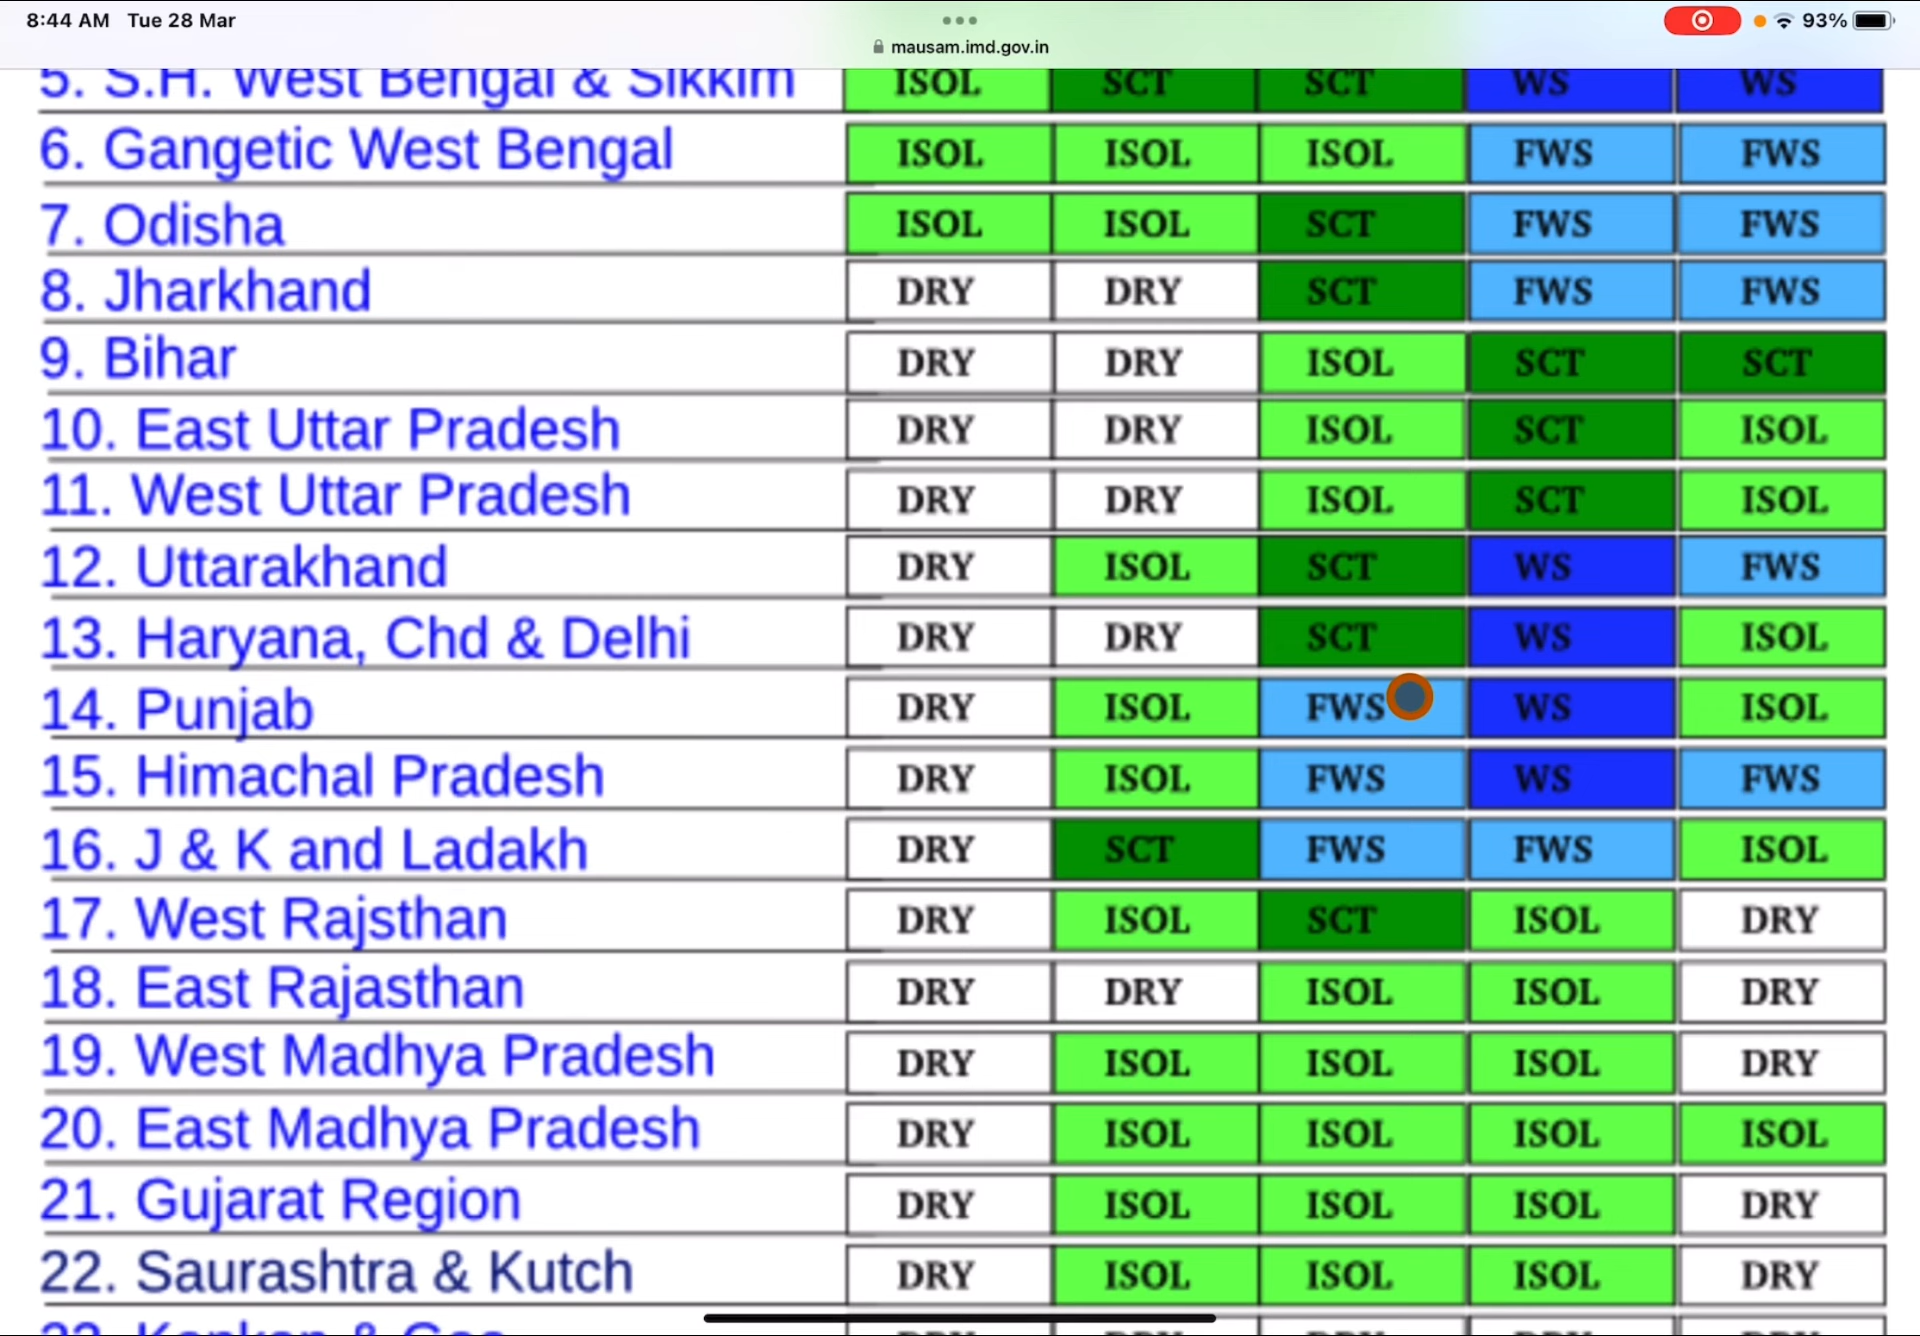 8:44 AM Tue 28 Mar 93%
mausam.imd.gov.in
5. S.H. West Bengal & Sikkim ISOL SCT SCT WS WS
6. Gangetic West Bengal ISOL ISOL ISOL FWS FWS
7. Odisha ISOL ISOL SCT FWS FWS
8. Jharkhand DRY DRY SCT FWS FWS
9. Bihar DRY DRY ISOL SCT SCT
10. East Uttar Pradesh DRY DRY ISOL SCT ISOL
11. West Uttar Pradesh DRY DRY ISOL SCT ISOL
12. Uttarakhand DRY ISOL SCT WS FWS
13. Haryana, Chd & Delhi DRY DRY SCT WS ISOL
14. Punjab DRY ISOL FWS WS ISOL
15. Himachal Pradesh DRY ISOL FWS WS FWS
16. J & K and Ladakh DRY SCT FWS FWS ISOL
17. West Rajsthan DRY ISOL SCT ISOL DRY
18. East Rajasthan DRY DRY ISOL ISOL DRY
19. West Madhya Pradesh DRY ISOL ISOL ISOL DRY
20. East Madhya Pradesh DRY ISOL ISOL ISOL ISOL
21. Gujarat Region DRY ISOL ISOL ISOL DRY
22. Saurashtra & Kutch DRY ISOL ISOL ISOL DRY